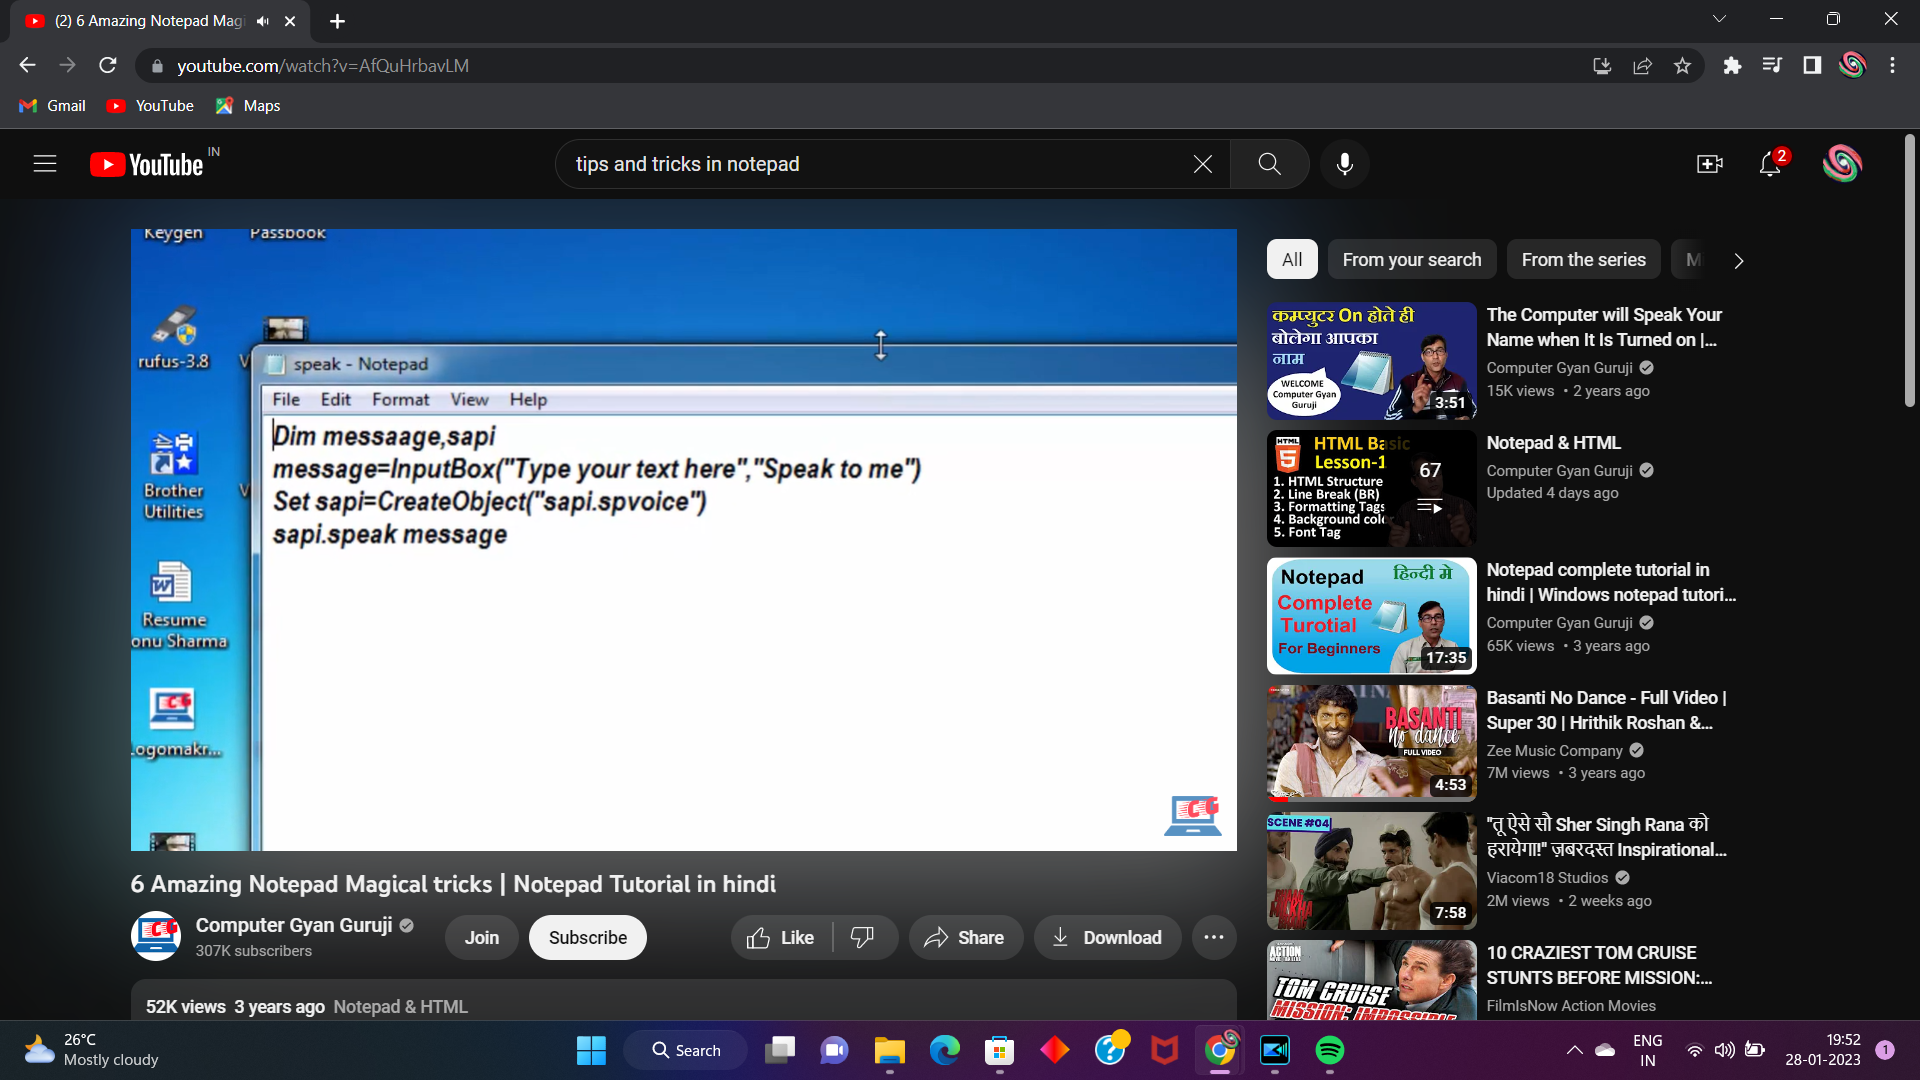 (2) 6 Amazing Notepad Magi
youtube.com/watch?v=AfQuHrbavLM
Gmail
YouTube
Maps
YouTube IN
tips and tricks in notepad
2
Keygen
Passbook
rufus-3.8
Brother
Utilities
Resume
onu Sharma
ogomakr...
speak - Notepad
File Edit Format View Help
Dim messaage,sapi
message=InputBox("Type your text here","Speak to me")
Set sapi=CreateObject("sapi.spvoice")
sapi.speak message
CG
6 Amazing Notepad Magical tricks | Notepad Tutorial in hindi
Computer Gyan Guruji
307K subscribers
Join
Subscribe
Like
Share
Download
52K views 3 years ago Notepad & HTML
All
From your search
From the series
कम्प्युटर On होते ही
बोलेगा आपका
नाम
WELCOME
Computer Gyan
Guruji
3:51
The Computer will Speak Your
Name when It Is Turned on |...
Computer Gyan Guruji
15K views • 2 years ago
HTML
5
HTML Basic
Lesson-1
1. HTML Structure
2. Line Break (BR)
3. Formatting Tags
4. Background colo
5. Font Tag
67
Notepad & HTML
Computer Gyan Guruji
Updated 4 days ago
Notepad हिन्दी मे
Complete
Turotial
For Beginners
17:35
Notepad complete tutorial in
hindi | Windows notepad tutori...
Computer Gyan Guruji
65K views • 3 years ago
BASANTI
no dance
FULL VIDEO
4:53
Basanti No Dance - Full Video |
Super 30 | Hrithik Roshan &...
Zee Music Company
7M views • 3 years ago
SCENE #04
7:58
"तू ऐसे सौ Sher Singh Rana को
हरायेगा!" ज़बरदस्त Inspirational...
Viacom18 Studios
2M views • 2 weeks ago
ACTION
TOM CRUISE
MISSION: IMPOSSIBLE
10 CRAZIEST TOM CRUISE
STUNTS BEFORE MISSION:...
FilmIsNow Action Movies
26°C
Mostly cloudy
Search
ENG
IN
19:52
28-01-2023
1